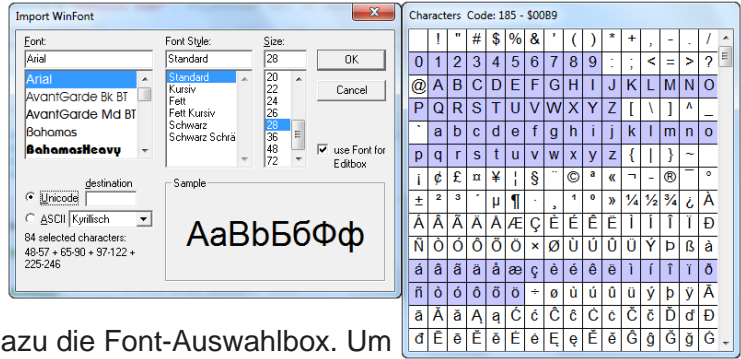 Import WinFont
Font:
Arial
Arial
AvantGarde Bk BT
AvantGarde Md BT
Bahamas
BahamasHeavy
Font Style:
Standard
Standard
Kursiv
Fett
Fett Kursiv
Schwarz
Schwarz Schrä
Size:
28
20
22
24
26
28
36
48
72
OK
Cancel
use Font for
Editbox
destination
Unicode
ASCII Kyrillisch
84 selected characters:
48-57 + 65-90 + 97-122 +
225-246
Sample
АаВbБбФф
Characters Code: 185 - $00B9
! " # $ % & ' ( ) * + , - . /
0 1 2 3 4 5 6 7 8 9 : ; < = > ?
@ A B C D E F G H I J K L M N O
P Q R S T U V W X Y Z [ \ ] ^ _
` a b c d e f g h i j k l m n o
p q r s t u v w x y z { | } ~
¡ ¢ £ ¤ ¥ ¦ § ¨ © ª « ¬ - ® ¯ °
± ² ³ ´ µ ¶ · ¸ ¹ º » ¼ ½ ¾ ¿ À
Á Â Ã Ä Å Æ Ç È É Ê Ë Ì Í Î Ï Ð
Ñ Ò Ó Ô Õ Ö × Ø Ù Ú Û Ü Ý Þ ß à
á â ã ä å æ ç è é ê ë ì í î ï ð
ñ ò ó ô õ ö ÷ ø ù ú û ü ý þ ÿ Ā
ā Ă ă Ą ą Ć ć Ĉ ĉ Ċ ċ Č č Ď ď Đ
đ Ē ē Ĕ ĕ Ė ė Ę ę Ě ě Ĝ ĝ Ğ ğ Ġ
azu die Font-Auswahlbox. Um